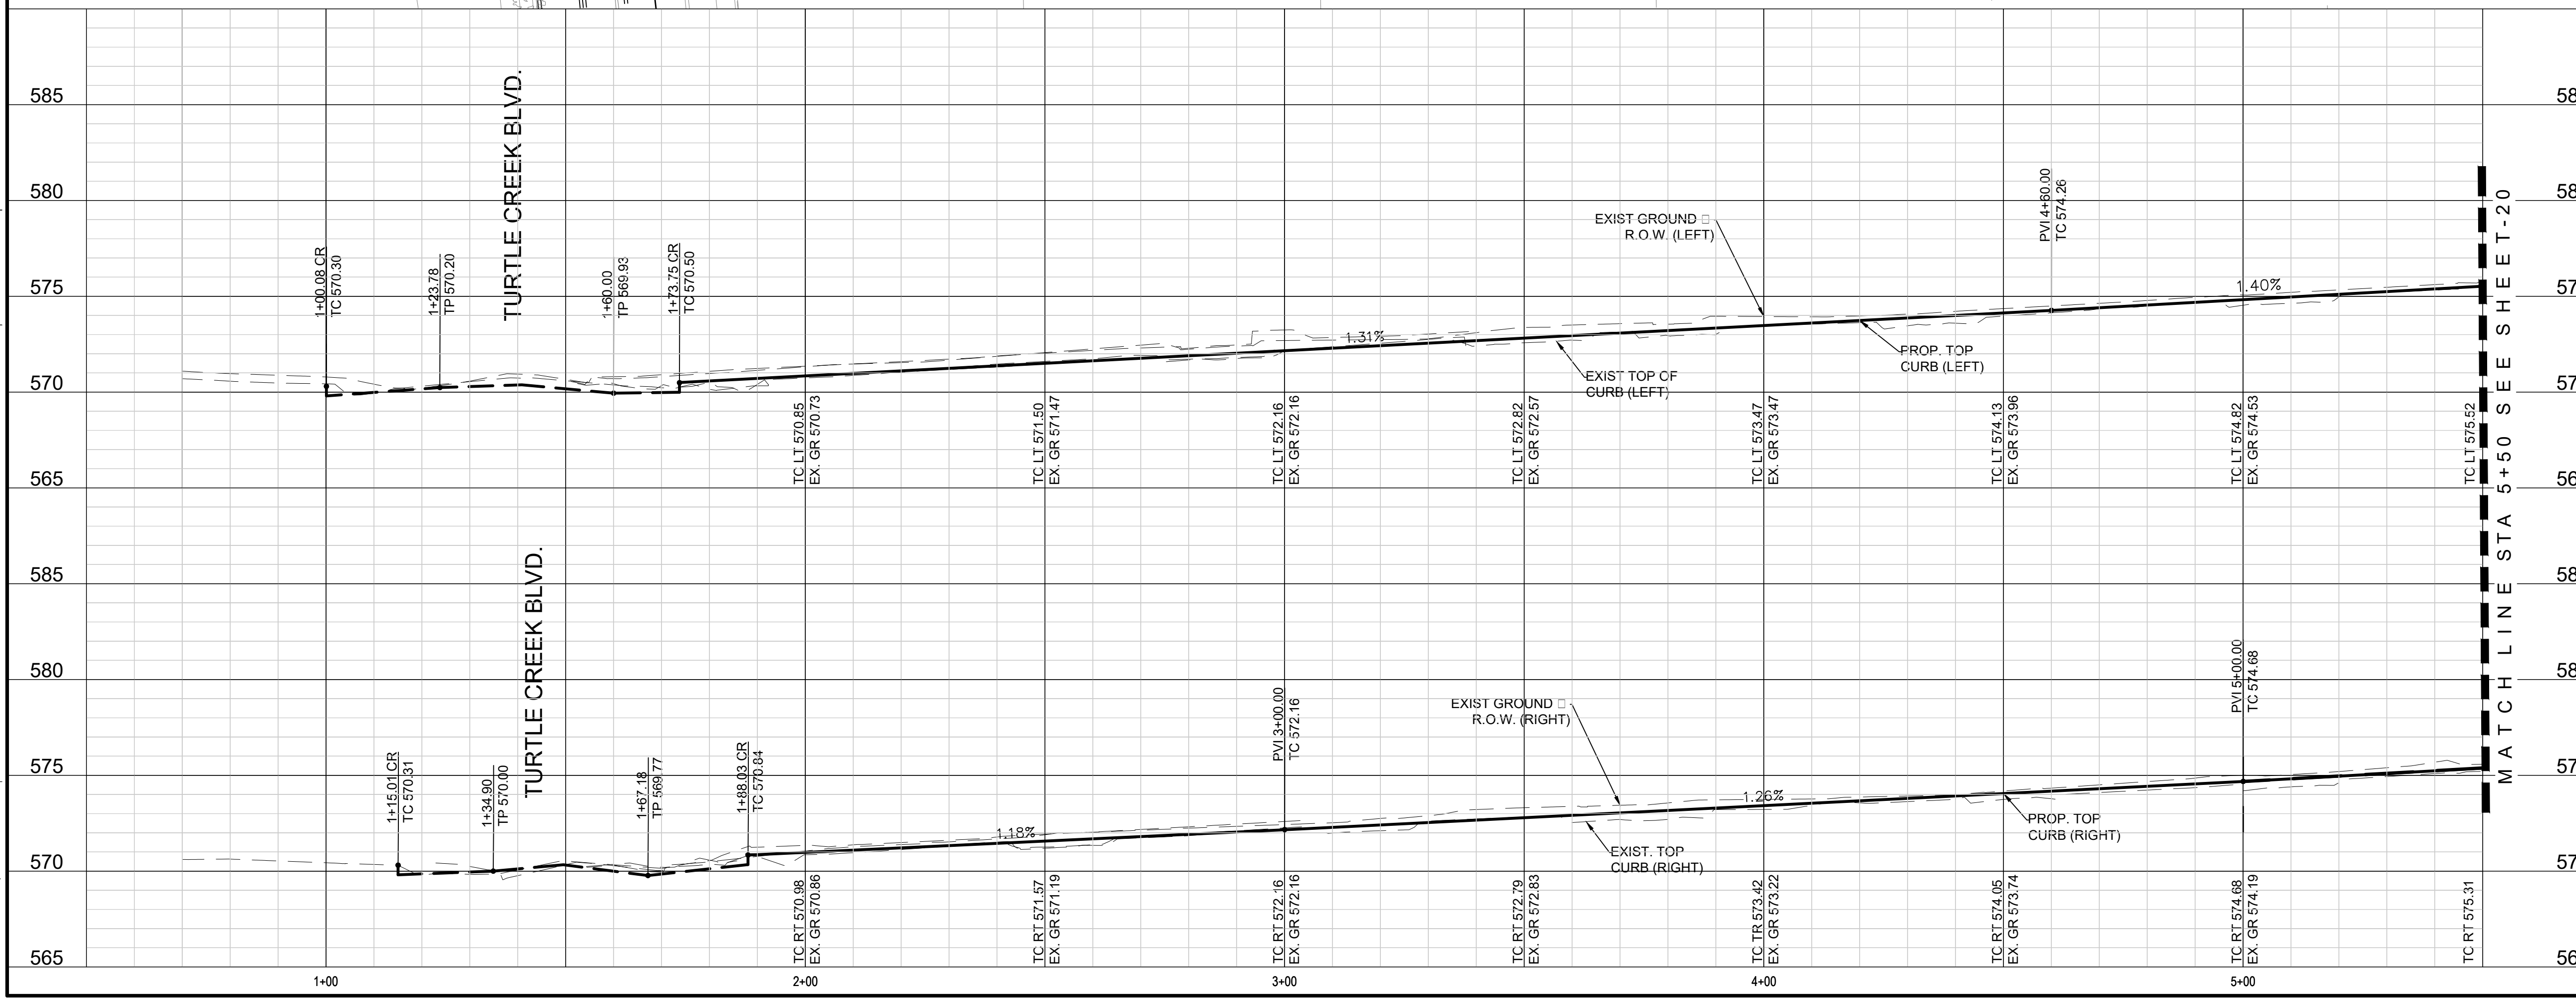 585
580
575
570
565
585
580
575
570
565
1+00.08 CR
TC 570.30
1+23.78
TP 570.20
TURTLE CREEK BLVD.
1+60.00
TP 569.93
1+73.75 CR
TC 570.50
EXIST GROUND
R.O.W. (LEFT)
PVI 4+60.00
TC 574.26
1.31%
1.40%
EXIST TOP OF
CURB (LEFT)
PROP. TOP
CURB (LEFT)
TC LT 570.85
EX. GR 570.73
TC LT 571.50
EX. GR 571.47
TC LT 572.16
EX. GR 572.16
TC LT 572.82
EX. GR 572.57
TC LT 573.47
EX. GR 573.47
TC LT 574.13
EX. GR 573.96
TC LT 574.82
EX. GR 574.53
TC LT 575.52
1+15.01 CR
TC 570.31
1+34.90
TP 570.00
TURTLE CREEK BLVD.
1+67.18
TP 569.77
1+88.03 CR
TC 570.84
PVI 3+00.00
TC 572.16
EXIST GROUND
R.O.W. (RIGHT)
PVI 5+00.00
TC 574.68
1.18%
1.26%
EXIST. TOP
CURB (RIGHT)
PROP. TOP
CURB (RIGHT)
TC RT 570.98
EX. GR 570.86
TC RT 571.57
EX. GR 571.19
TC RT 572.16
EX. GR 572.16
TC RT 572.79
EX. GR 572.83
TC TR 573.42
EX. GR 573.22
TC RT 574.05
EX. GR 573.74
TC RT 574.68
EX. GR 574.19
TC RT 575.31
MATCH LINE STA 5+50 SEE SHEET-20
1+00
2+00
3+00
4+00
5+00